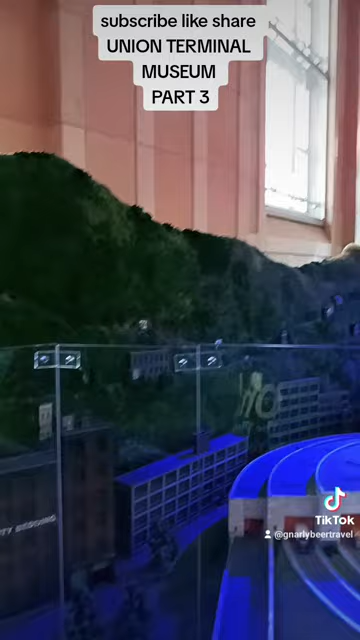 subscribe like share
UNION TERMINAL
MUSEUM
PART 3
TikTok
@gnarlybeertravel